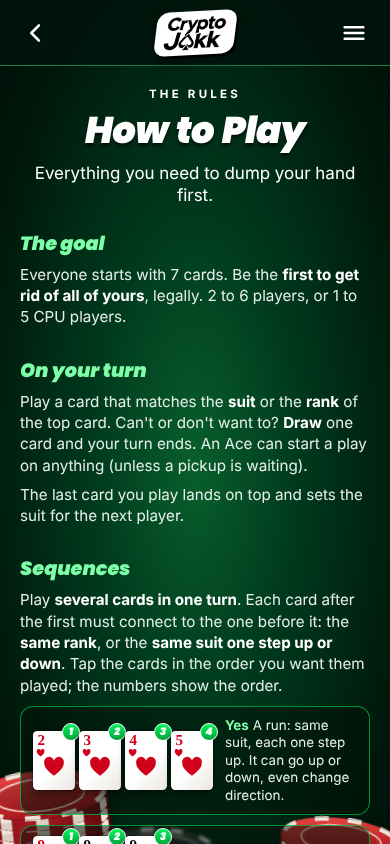 Crypto
Jokk
THE RULES
How to Play
Everything you need to dump your hand
first.
The goal
Everyone starts with 7 cards. Be the first to get
rid of all of yours, legally. 2 to 6 players, or 1 to
5 CPU players.
On your turn
Play a card that matches the suit or the rank of
the top card. Can't or don't want to? Draw one
card and your turn ends. An Ace can start a play
on anything (unless a pickup is waiting).
The last card you play lands on top and sets the
suit for the next player.
Sequences
Play several cards in one turn. Each card after
the first must connect to the one before it: the
same rank, or the same suit one step up or
down. Tap the cards in the order you want them
played; the numbers show the order.
2 1 3 2 4 3 5 4
Yes A run: same
suit, each one step
up. It can go up or
down, even change
direction.
1 2 3